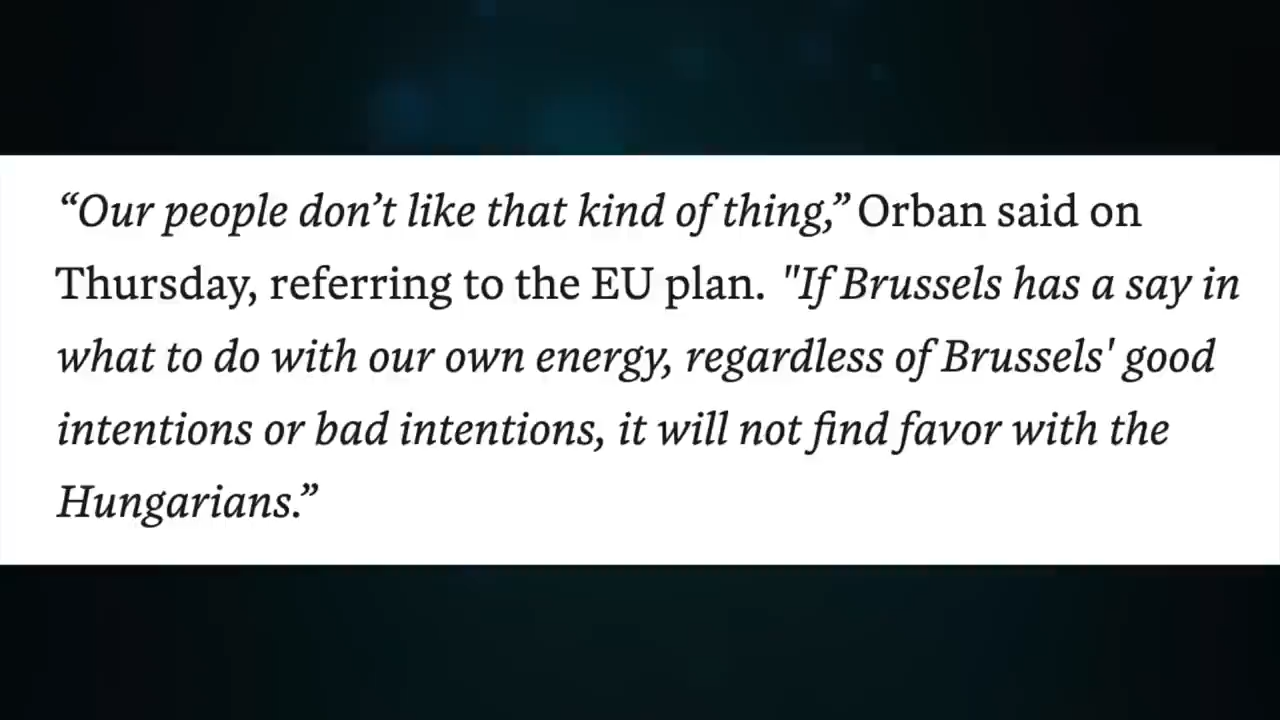 “Our people don’t like that kind of thing,” Orban said on
Thursday, referring to the EU plan. "If Brussels has a say in
what to do with our own energy, regardless of Brussels' good
intentions or bad intentions, it will not find favor with the
Hungarians.”